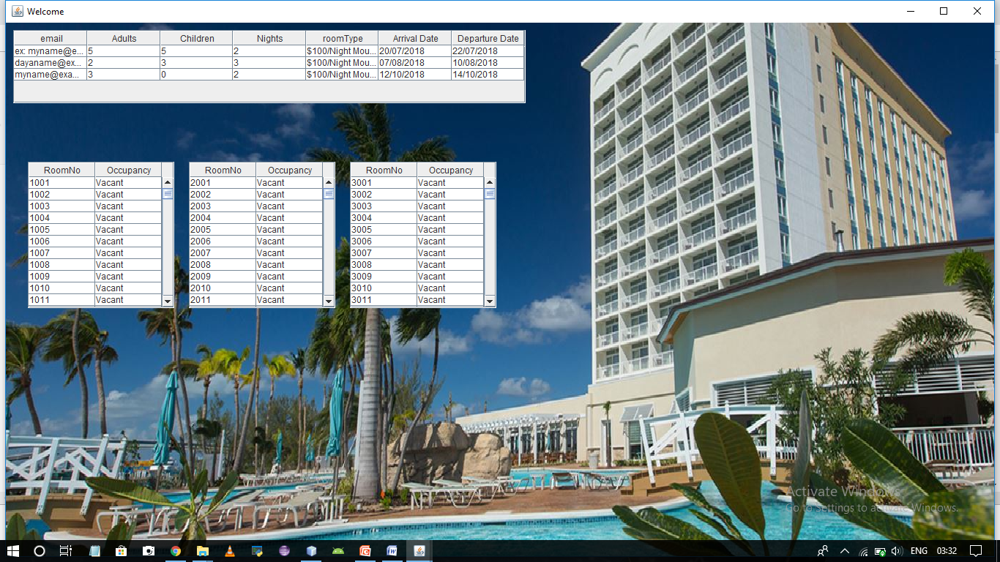 Welcome
email Adults Children Nights roomType Arrival Date Departure Date
ex: myname@e... 5 5 2 $100/Night Mou... 20/07/2018 22/07/2018
dayaname@ex... 2 3 3 $100/Night Mou... 07/08/2018 10/08/2018
myname@exa... 3 0 2 $100/Night Mou... 12/10/2018 14/10/2018
RoomNo Occupancy RoomNo Occupancy RoomNo Occupancy
1001 Vacant 2001 Vacant 3001 Vacant
1002 Vacant 2002 Vacant 3002 Vacant
1003 Vacant 2003 Vacant 3003 Vacant
1004 Vacant 2004 Vacant 3004 Vacant
1005 Vacant 2005 Vacant 3005 Vacant
1006 Vacant 2006 Vacant 3006 Vacant
1007 Vacant 2007 Vacant 3007 Vacant
1008 Vacant 2008 Vacant 3008 Vacant
1009 Vacant 2009 Vacant 3009 Vacant
1010 Vacant 2010 Vacant 3010 Vacant
1011 Vacant 2011 Vacant 3011 Vacant
Activate Windows
Go to Settings to activate Windows.
ENG 03:32